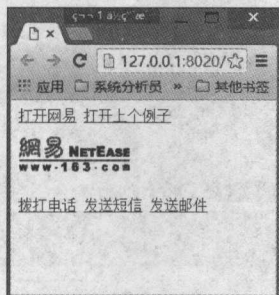 127.0.0.1:8020/
应用 系统分析员 » 其他书签
打开网易 打开上个例子
網易 NETEASE
www.163.com
拨打电话 发送短信 发送邮件